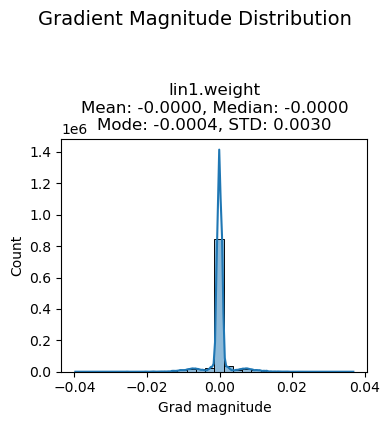 Gradient Magnitude Distribution
lin1.weight
Mean: -0.0000, Median: -0.0000
Mode: -0.0004, STD: 0.0030
1e6
1.4
1.2
1.0
0.8
0.6
0.4
0.2
0.0
Count
−0.04 −0.02 0.00 0.02 0.04
Grad magnitude